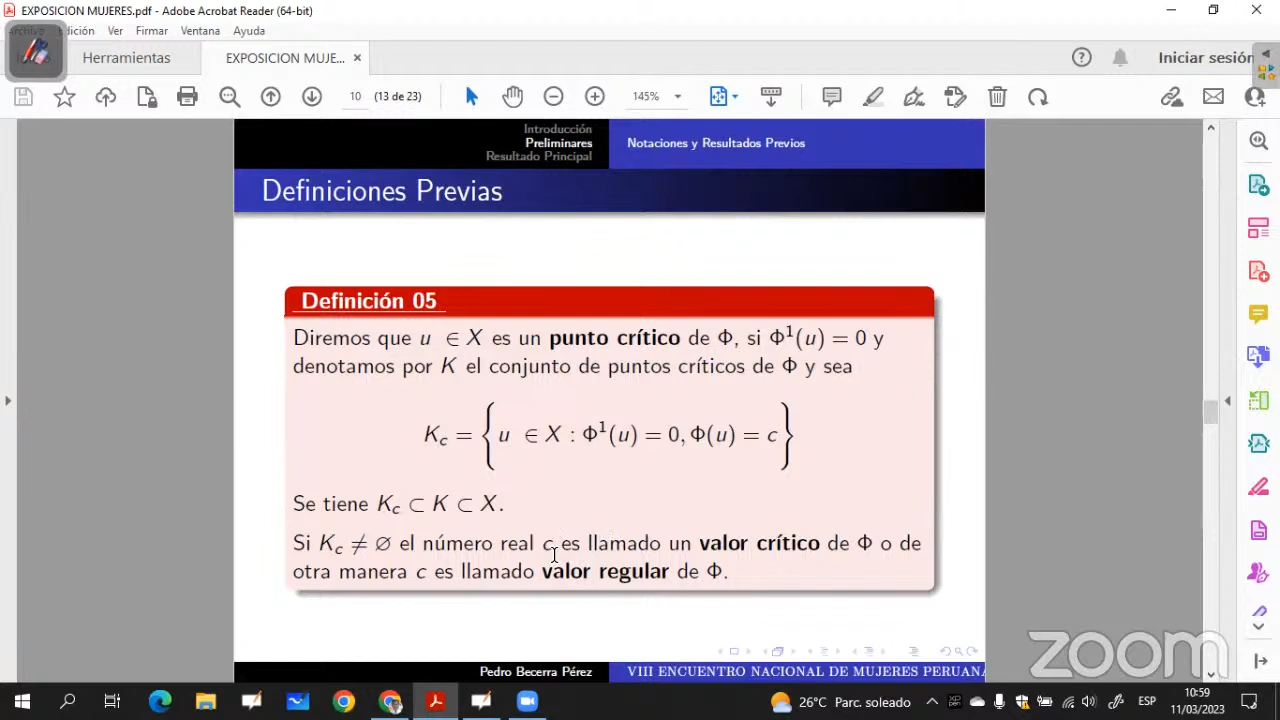 EXPOSICION MUJERES.pdf - Adobe Acrobat Reader (64-bit)
Archivo Edición Ver Firmar Ventana Ayuda
Herramientas EXPOSICION MUJE... × Iniciar sesión
10 (13 de 23) 145%
Introducción
Preliminares
Resultado Principal
Notaciones y Resultados Previos
Definiciones Previas
Definición 05
Diremos que u ∈ X es un punto crítico de Φ, si Φ¹(u) = 0 y
denotamos por K el conjunto de puntos críticos de Φ y sea
K_c = { u ∈ X : Φ¹(u) = 0, Φ(u) = c }
Se tiene K_c ⊂ K ⊂ X.
Si K_c ≠ ∅ el número real c es llamado un valor crítico de Φ o de
otra manera c es llamado valor regular de Φ.
Pedro Becerra Pérez VIII ENCUENTRO NACIONAL DE MUJERES PERUANA
zoom
26°C Parc. soleado ESP 10:59
11/03/2023